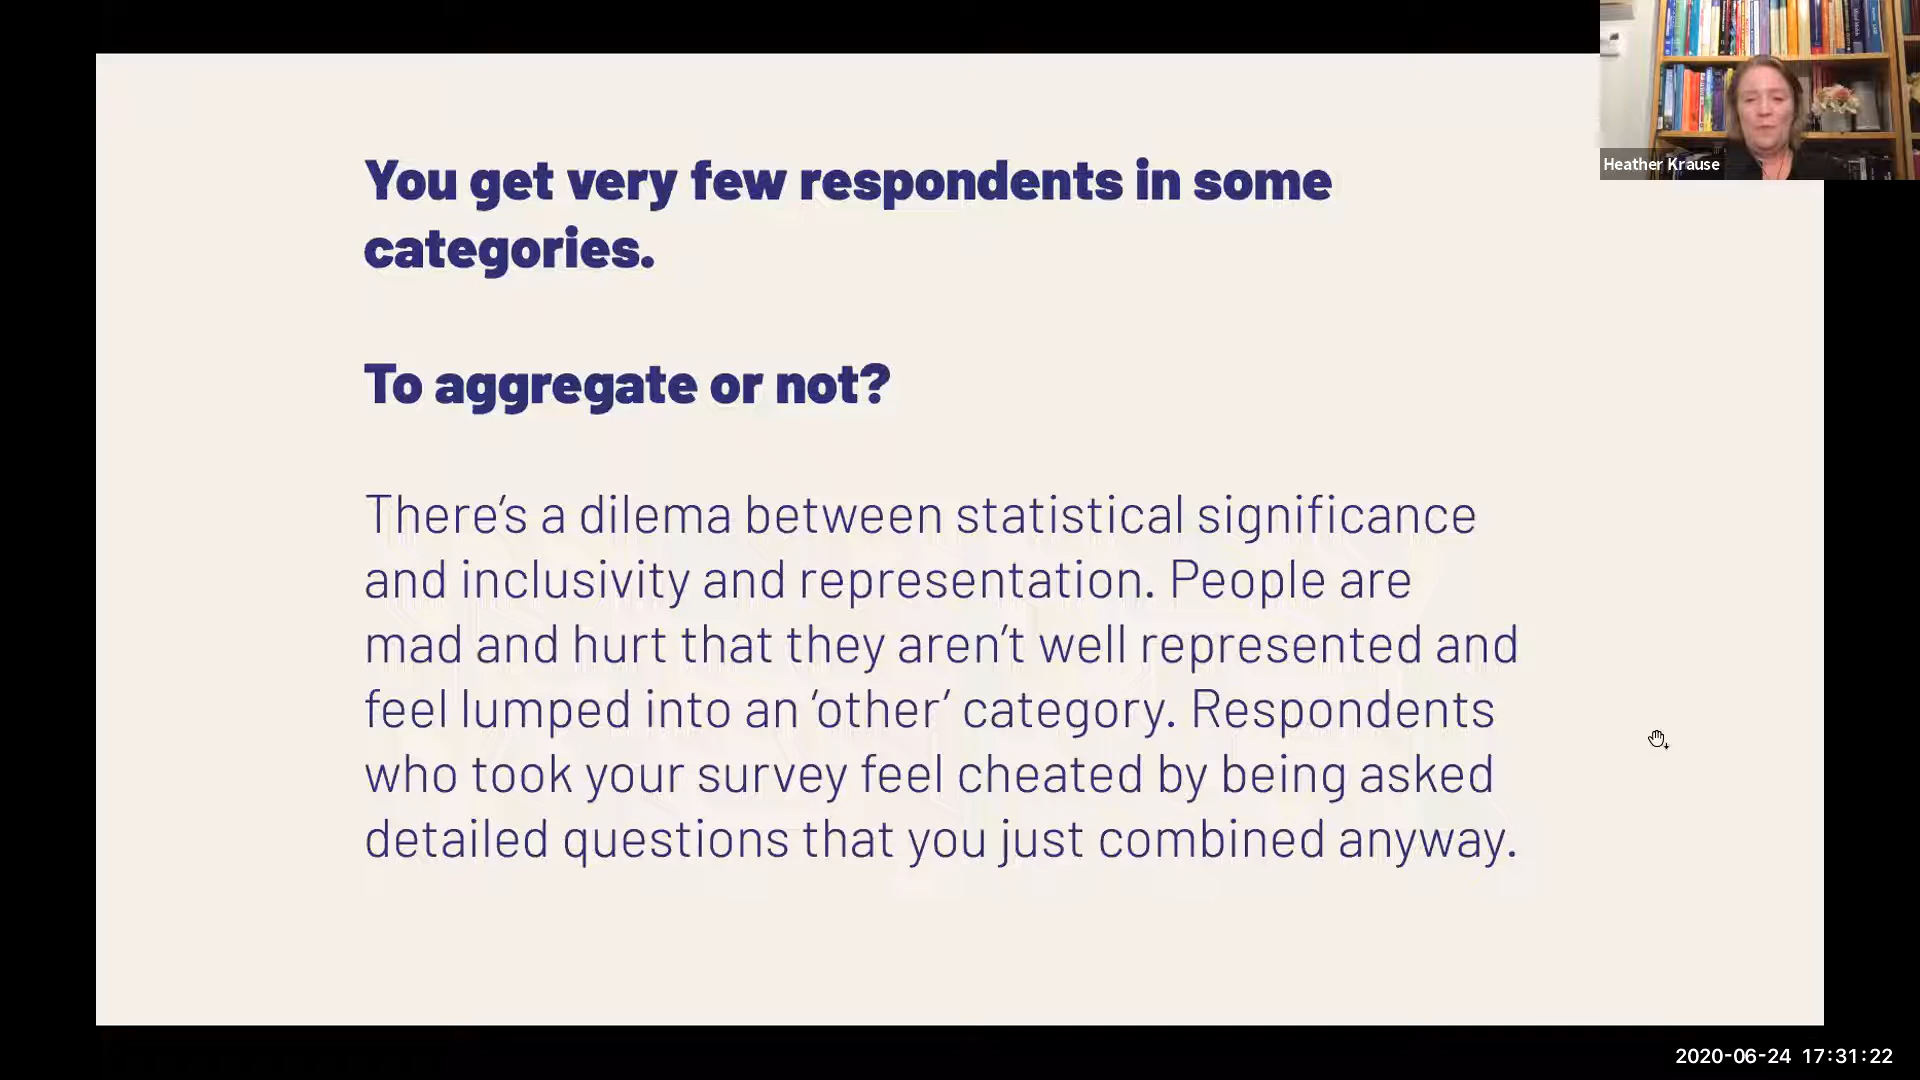 You get very few respondents in some
categories.
To aggregate or not?
There’s a dilema between statistical significance
and inclusivity and representation. People are
mad and hurt that they aren’t well represented and
feel lumped into an ‘other’ category. Respondents
who took your survey feel cheated by being asked
detailed questions that you just combined anyway.
Heather Krause
2020-06-24 17:31:22